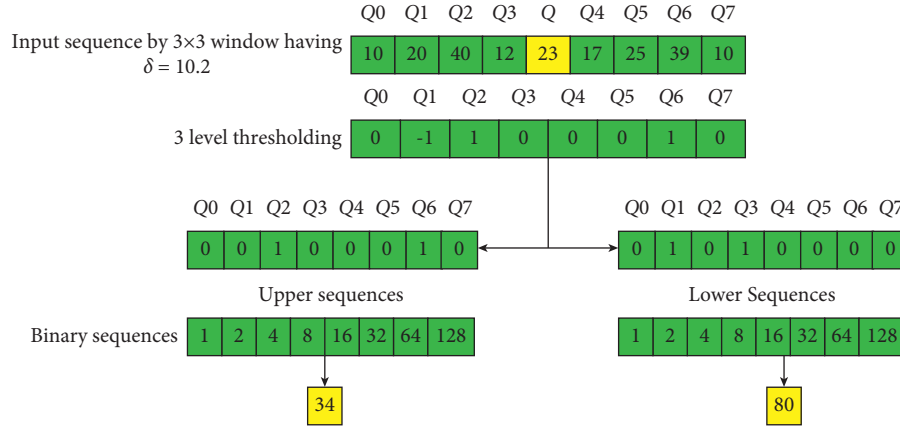 Q0 Q1 Q2 Q3 Q Q4 Q5 Q6 Q7
Input sequence by 3×3 window having
δ = 10.2
10 20 40 12 23 17 25 39 10
Q0 Q1 Q2 Q3 Q4 Q5 Q6 Q7
3 level thresholding
0 -1 1 0 0 0 1 0
Q0 Q1 Q2 Q3 Q4 Q5 Q6 Q7
0 0 1 0 0 0 1 0
Upper sequences
Q0 Q1 Q2 Q3 Q4 Q5 Q6 Q7
0 1 0 1 0 0 0 0
Lower Sequences
Binary sequences
1 2 4 8 16 32 64 128
1 2 4 8 16 32 64 128
34
80